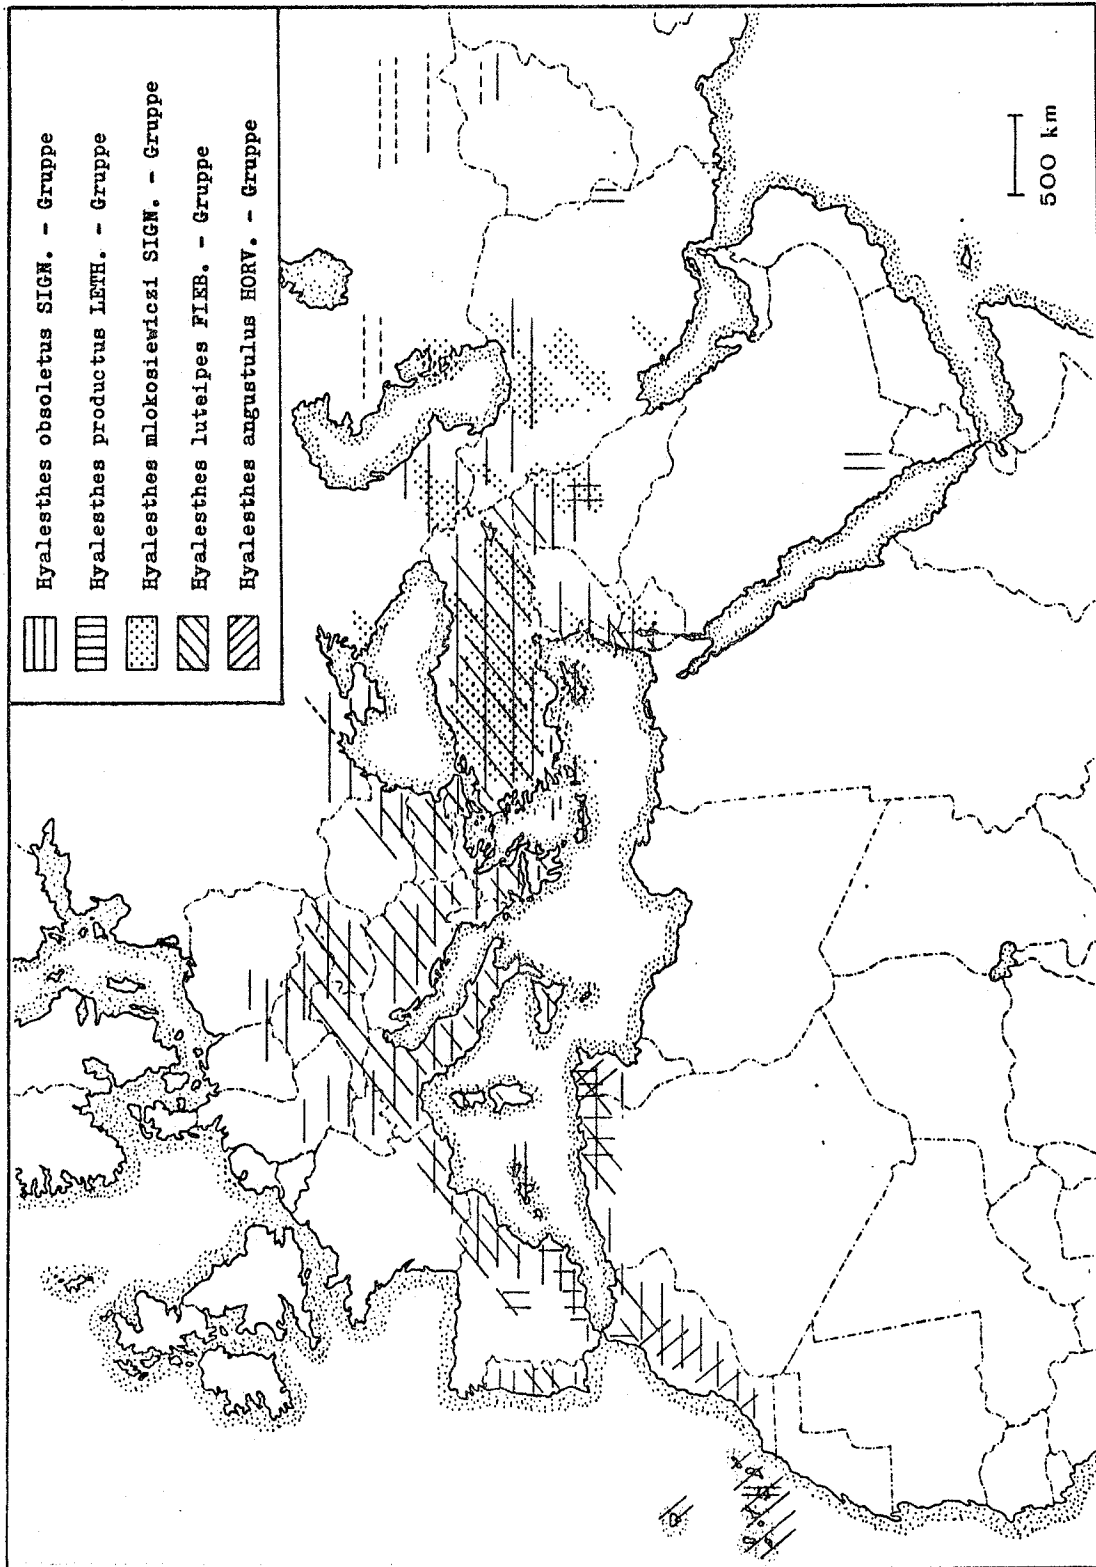 Hyalesthes obsoletus SIGN. - Gruppe
Hyalesthes productus LETH. - Gruppe
Hyalesthes mlokosiewiczi SIGN. - Gruppe
Hyalesthes luteipes FIEB. - Gruppe
Hyalesthes angustulus HORV. - Gruppe
500 km